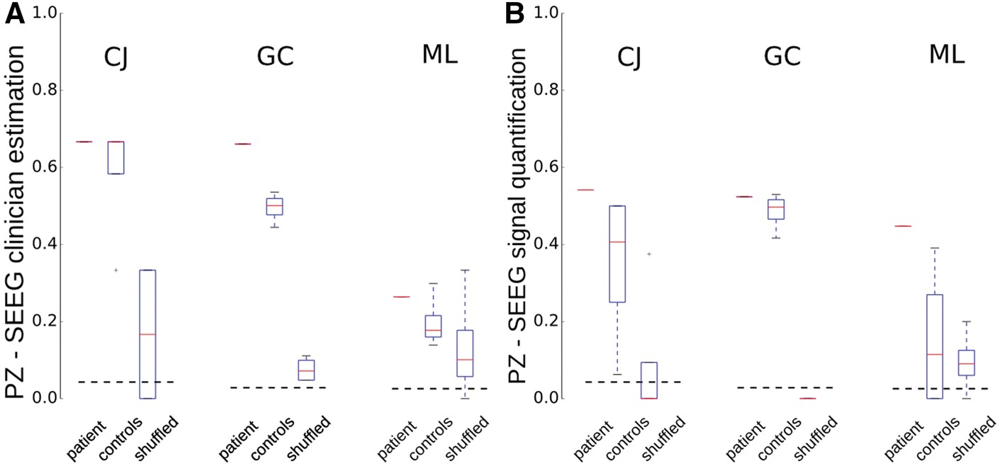 A
PZ - SEEG clinician estimation
1.0
0.8
0.6
0.4
0.2
0.0
CJ GC ML
patient controls shuffled patient controls shuffled patient controls shuffled
B
PZ - SEEG signal quantification
1.0
0.8
0.6
0.4
0.2
0.0
CJ GC ML
patient controls shuffled patient controls shuffled patient controls shuffled